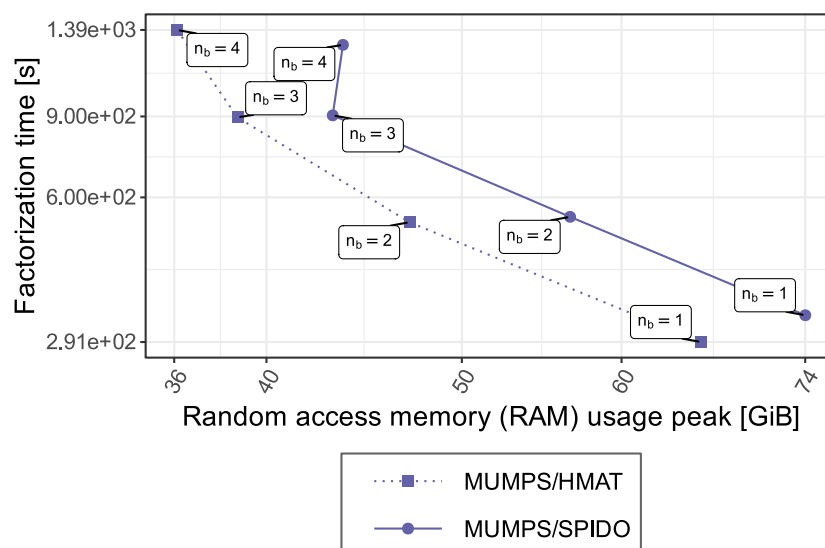 1.39e+03
n_b = 4
n_b = 4
n_b = 3
9.00e+02
n_b = 3
6.00e+02
n_b = 2
n_b = 2
n_b = 1
n_b = 1
2.91e+02
Factorization time [s]
36 40 50 60 74
Random access memory (RAM) usage peak [GiB]
MUMPS/HMAT
MUMPS/SPIDO